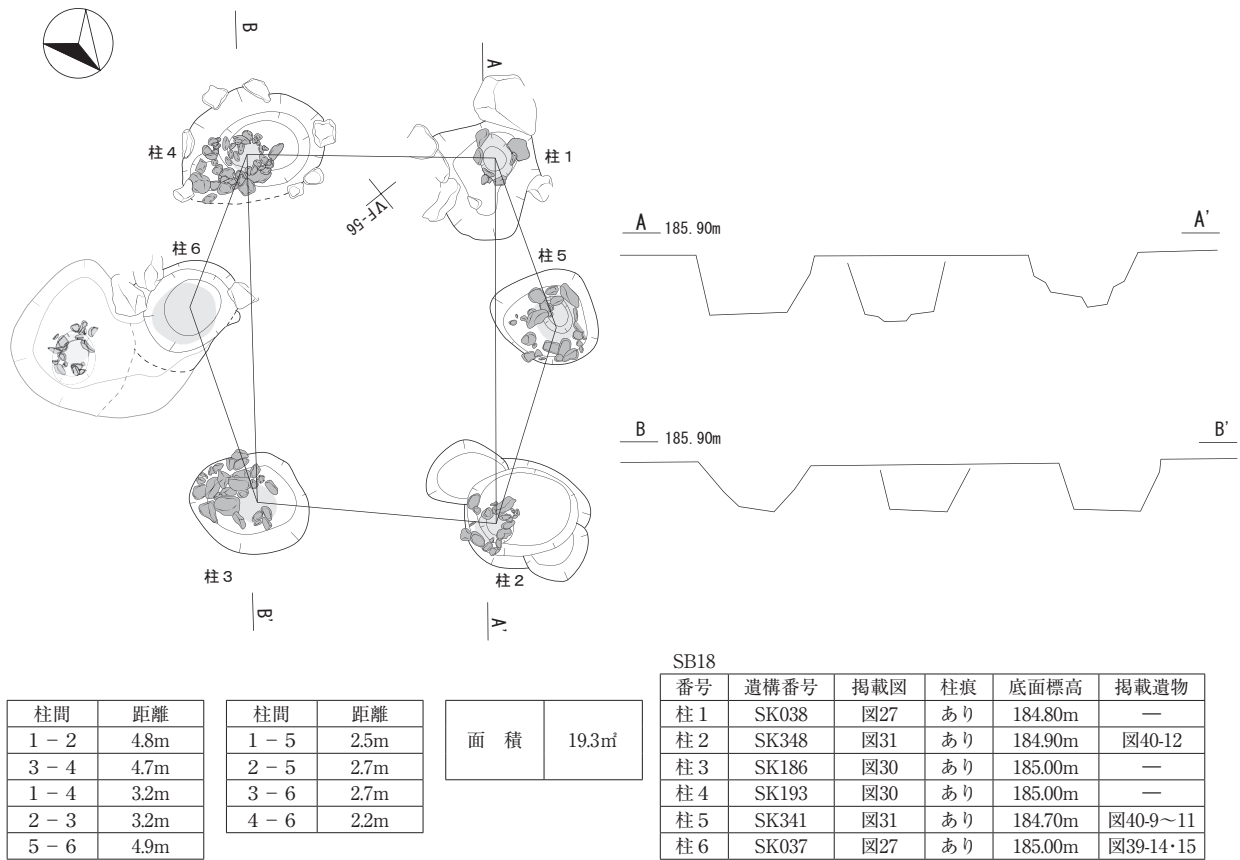 B
A
柱4
柱1
ⅤF-56
柱6
柱5
柱3
柱2
B'
A'
A 185.90m A'
B 185.90m B'
柱間 距離
1－2 4.8m
3－4 4.7m
1－4 3.2m
2－3 3.2m
5－6 4.9m
柱間 距離
1－5 2.5m
2－5 2.7m
3－6 2.7m
4－6 2.2m
面 積 19.3㎡
SB18
番号 遺構番号 掲載図 柱痕 底面標高 掲載遺物
柱1 SK038 図27 あり 184.80m ―
柱2 SK348 図31 あり 184.90m 図40-12
柱3 SK186 図30 あり 185.00m ―
柱4 SK193 図30 あり 185.00m ―
柱5 SK341 図31 あり 184.70m 図40-9～11
柱6 SK037 図27 あり 185.00m 図39-14・15